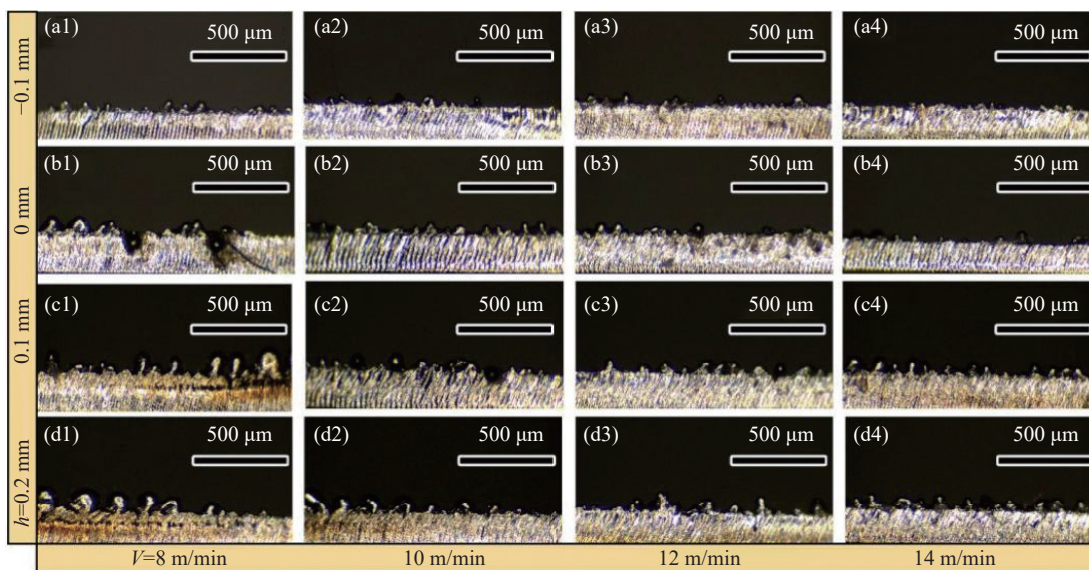 (a1) 500 μm (a2) 500 μm (a3) 500 μm (a4) 500 μm
−0.1 mm
(b1) 500 μm (b2) 500 μm (b3) 500 μm (b4) 500 μm
0 mm
(c1) 500 μm (c2) 500 μm (c3) 500 μm (c4) 500 μm
0.1 mm
(d1) 500 μm (d2) 500 μm (d3) 500 μm (d4) 500 μm
h=0.2 mm
V=8 m/min 10 m/min 12 m/min 14 m/min